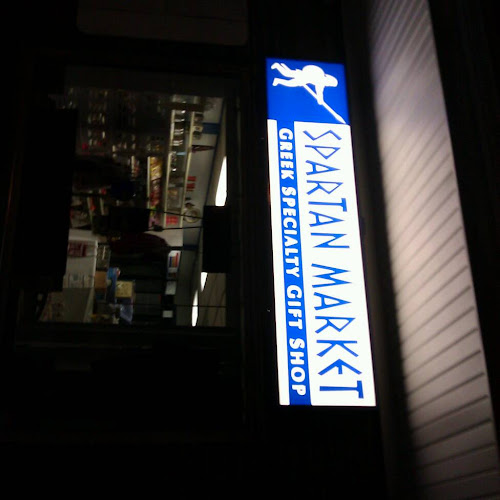 SPARTAN MARKET
GREEK SPECIALTY GIFT SHOP